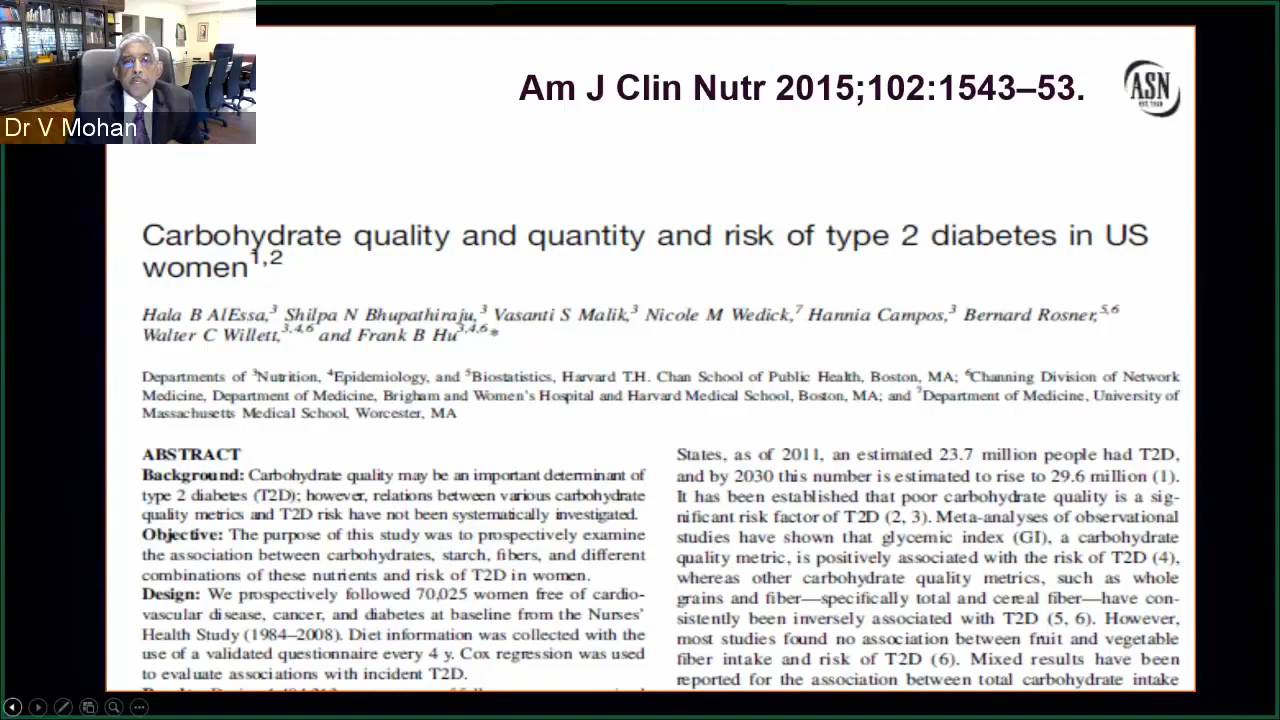 Dr V Mohan
Am J Clin Nutr 2015;102:1543–53.
ASN
Carbohydrate quality and quantity and risk of type 2 diabetes in US
women1,2
Hala B AlEssa,3 Shilpa N Bhupathiraju,3 Vasanti S Malik,3 Nicole M Wedick,7 Hannia Campos,3 Bernard Rosner,5,6
Walter C Willett,3,4,6 and Frank B Hu3,4,6*
Departments of 3Nutrition, 4Epidemiology, and 5Biostatistics, Harvard T.H. Chan School of Public Health, Boston, MA; 6Channing Division of Network
Medicine, Department of Medicine, Brigham and Women's Hospital and Harvard Medical School, Boston, MA; and 7Department of Medicine, University of
Massachusetts Medical School, Worcester, MA
ABSTRACT
Background: Carbohydrate quality may be an important determinant of
type 2 diabetes (T2D); however, relations between various carbohydrate
quality metrics and T2D risk have not been systematically investigated.
Objective: The purpose of this study was to prospectively examine
the association between carbohydrates, starch, fibers, and different
combinations of these nutrients and risk of T2D in women.
Design: We prospectively followed 70,025 women free of cardio-
vascular disease, cancer, and diabetes at baseline from the Nurses'
Health Study (1984–2008). Diet information was collected with the
use of a validated questionnaire every 4 y. Cox regression was used
to evaluate associations with incident T2D.
States, as of 2011, an estimated 23.7 million people had T2D,
and by 2030 this number is estimated to rise to 29.6 million (1).
It has been established that poor carbohydrate quality is a sig-
nificant risk factor of T2D (2, 3). Meta-analyses of observational
studies have shown that glycemic index (GI), a carbohydrate
quality metric, is positively associated with the risk of T2D (4),
whereas other carbohydrate quality metrics, such as whole
grains and fiber—specifically total and cereal fiber—have con-
sistently been inversely associated with T2D (5, 6). However,
most studies found no association between fruit and vegetable
fiber intake and risk of T2D (6). Mixed results have been
reported for the association between total carbohydrate intake